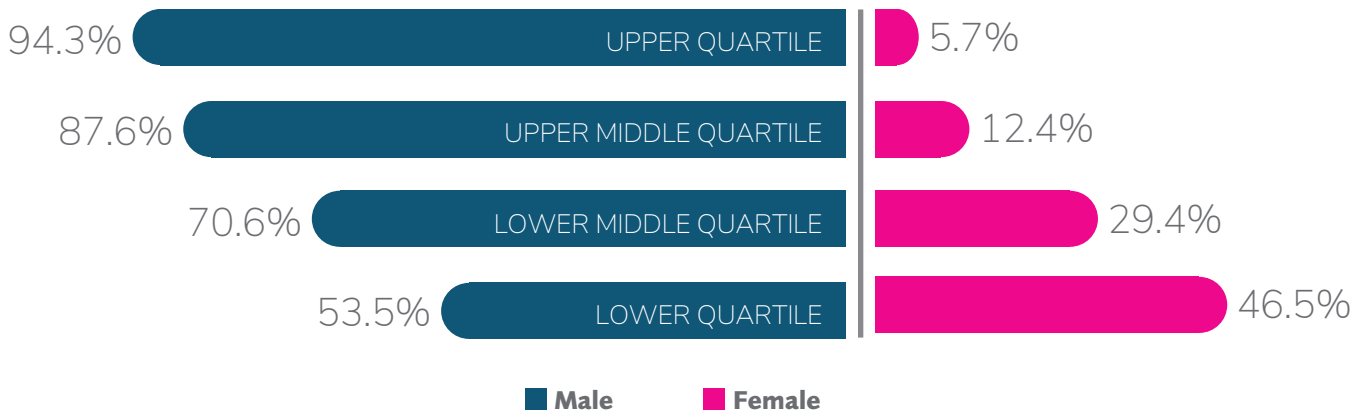 94.3% UPPER QUARTILE 5.7%
87.6% UPPER MIDDLE QUARTILE 12.4%
70.6% LOWER MIDDLE QUARTILE 29.4%
53.5% LOWER QUARTILE 46.5%
Male Female